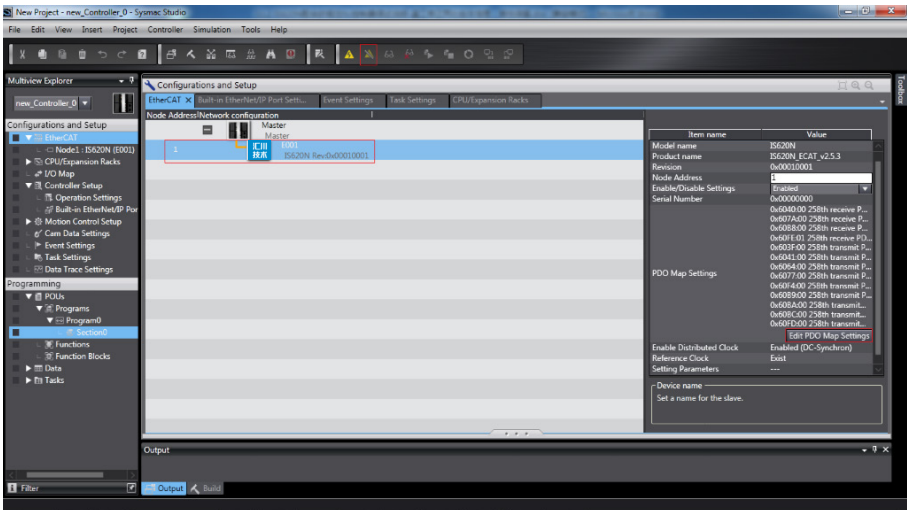 New Project - new_Controller_0 - Sysmac Studio
File Edit View Insert Project Controller Simulation Tools Help
Multiview Explorer
new_Controller_0
Configurations and Setup
EtherCAT
Node1 : IS620N (E001)
CPU/Expansion Racks
I/O Map
Controller Setup
Operation Settings
Built-in EtherNet/IP Por
Motion Control Setup
Cam Data Settings
Event Settings
Task Settings
Data Trace Settings
Programming
POUs
Programs
Program0
Section0
Functions
Function Blocks
Data
Tasks
Filter
Configurations and Setup
EtherCAT Built-in EtherNet/IP Port Setti... Event Settings Task Settings CPU/Expansion Racks
Node Address Network configuration
Master
Master
1 汇川技术 E001
IS620N Rev:0x00010001
Item name Value
Model name IS620N
Product name IS620N_ECAT_v2.5.3
Revision 0x00010001
Node Address 1
Enable/Disable Settings Enabled
Serial Number 0x00000000
PDO Map Settings
0x6040:00 258th receive P...
0x607A:00 258th receive P...
0x60B8:00 258th receive P...
0x60FE:01 258th receive PD...
0x603F:00 258th transmit P...
0x6041:00 258th transmit P...
0x6064:00 258th transmit P...
0x6077:00 258th transmit P...
0x60F4:00 258th transmit P...
0x60B9:00 258th transmit P...
0x60BA:00 258th transmit...
0x60BC:00 258th transmit...
0x60FD:00 258th transmit...
Edit PDO Map Settings
Enable Distributed Clock Enabled (DC-Synchron)
Reference Clock Exist
Setting Parameters ---
Device name
Set a name for the slave.
Output
Output Build
Toolbox